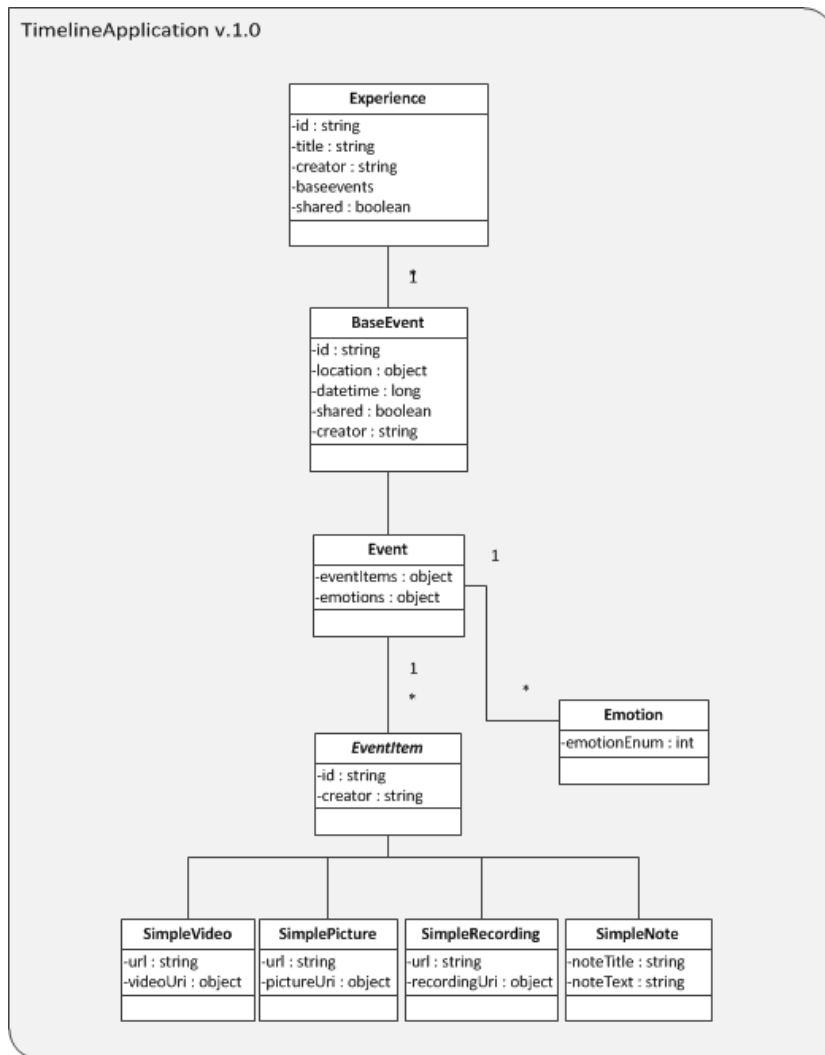 TimelineApplication v.1.0
Experience
-id : string
-title : string
-creator : string
-baseevents
-shared : boolean
*
1
BaseEvent
-id : string
-location : object
-datetime : long
-shared : boolean
-creator : string
Event
-eventItems : object
-emotions : object
1
1
*
*
Emotion
-emotionEnum : int
EventItem
-id : string
-creator : string
SimpleVideo
-url : string
-videoUri : object
SimplePicture
-url : string
-pictureUri : object
SimpleRecording
-url : string
-recordingUri : object
SimpleNote
-noteTitle : string
-noteText : string